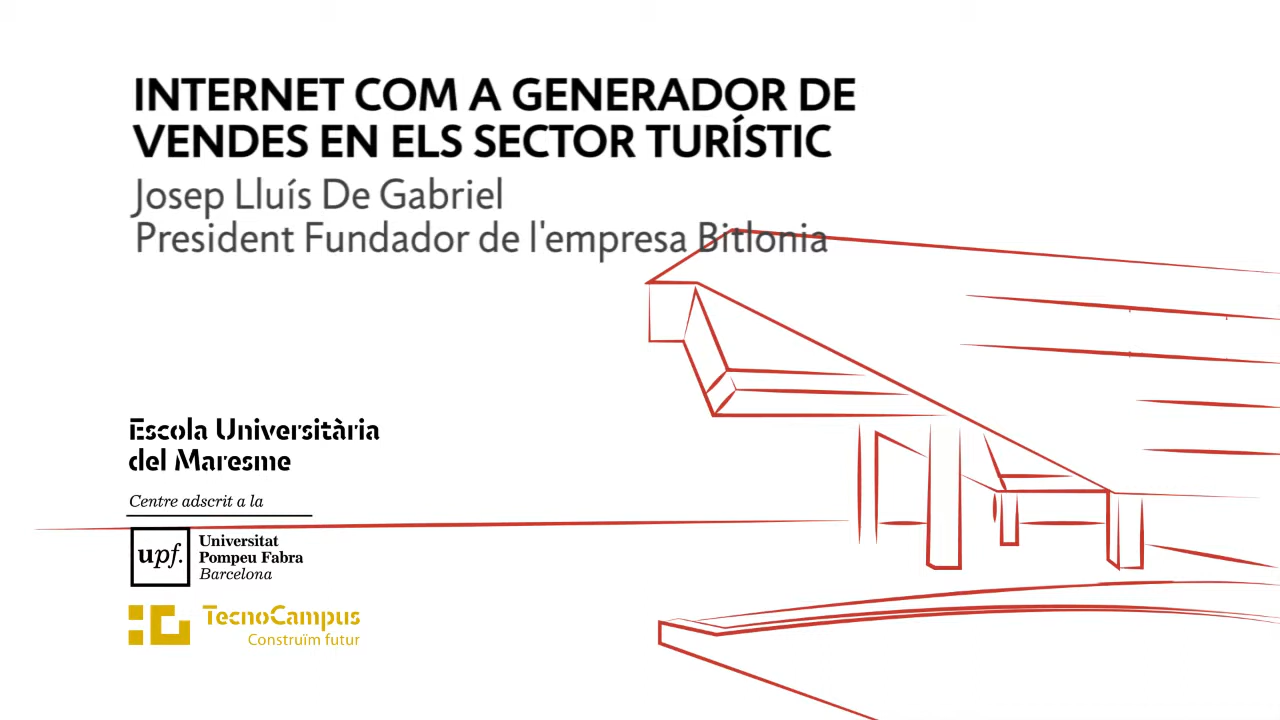 INTERNET COM A GENERADOR DE
VENDES EN ELS SECTOR TURÍSTIC
Josep Lluís De Gabriel
President Fundador de l'empresa Bitlonia
Escola Universitària
del Maresme
Centre adscrit a la
upf.
Universitat
Pompeu Fabra
Barcelona
TecnoCampus
Construïm futur